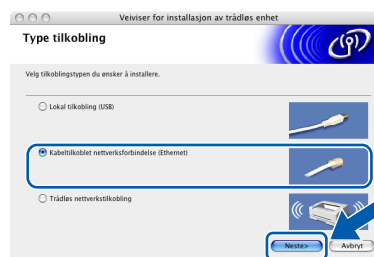 Veiviser for installasjon av trådløs enhet
Type tilkobling
Velg tilkoblingstypen du ønsker å installere.
Lokal tilkobling (USB)
Kabeltilkoblet nettverksforbindelse (Ethernet)
Trådløs nettverkstilkobling
Neste> Avbryt